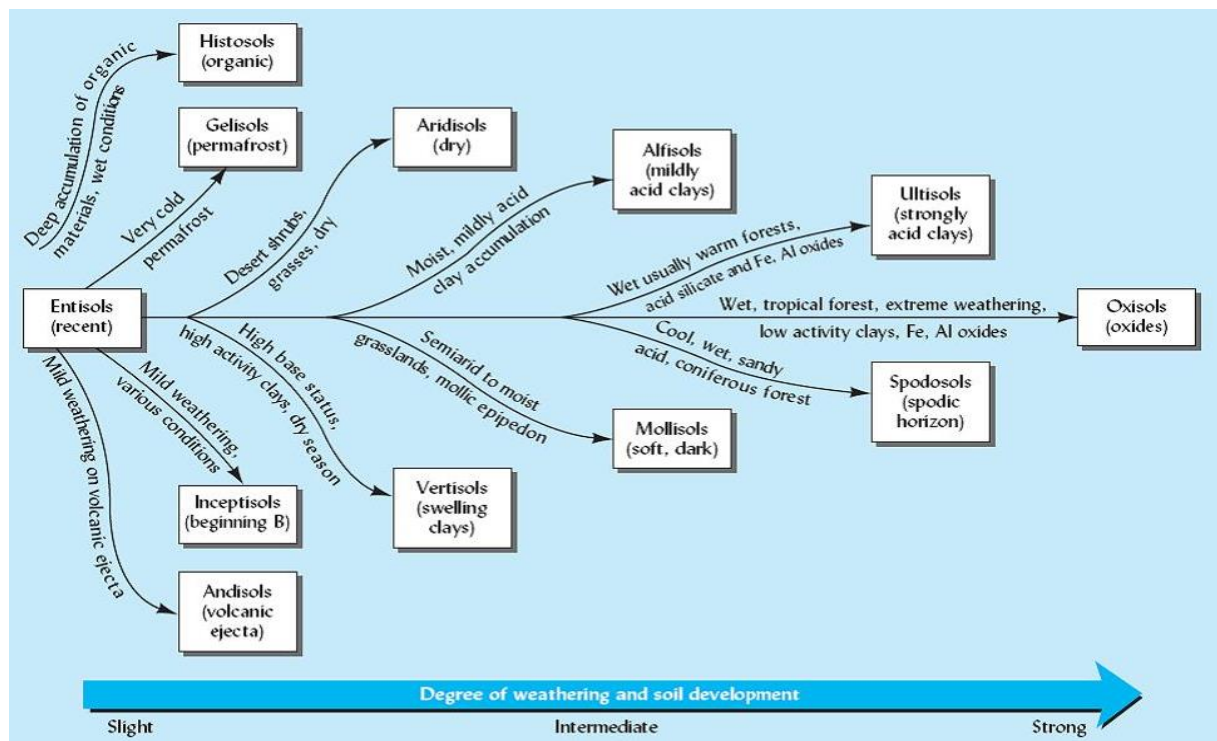 Deep accumulation of organic
materials, wet conditions
Histosols
(organic)
Very cold
permafrost
Gelisols
(permafrost)
Desert shrubs,
grasses, dry
Aridisols
(dry)
Moist, mildly acid
clay accumulation
Alfisols
(mildly
acid clays)
Wet usually warm forests,
acid silicate and Fe, Al oxides
Ultisols
(strongly
acid clays)
Entisols
(recent)
Wet, tropical forest, extreme weathering,
low activity clays, Fe, Al oxides
Oxisols
(oxides)
Cool, wet, sandy
acid, coniferous forest
Spodosols
(spodic
horizon)
Semiarid to moist
grasslands, mollic epipedon
Mollisols
(soft, dark)
High base status,
high activity clays, dry season
Vertisols
(swelling
clays)
Mild weathering,
various conditions
Inceptisols
(beginning B)
Mild weathering on volcanic ejecta
Andisols
(volcanic
ejecta)
Degree of weathering and soil development
Slight
Intermediate
Strong